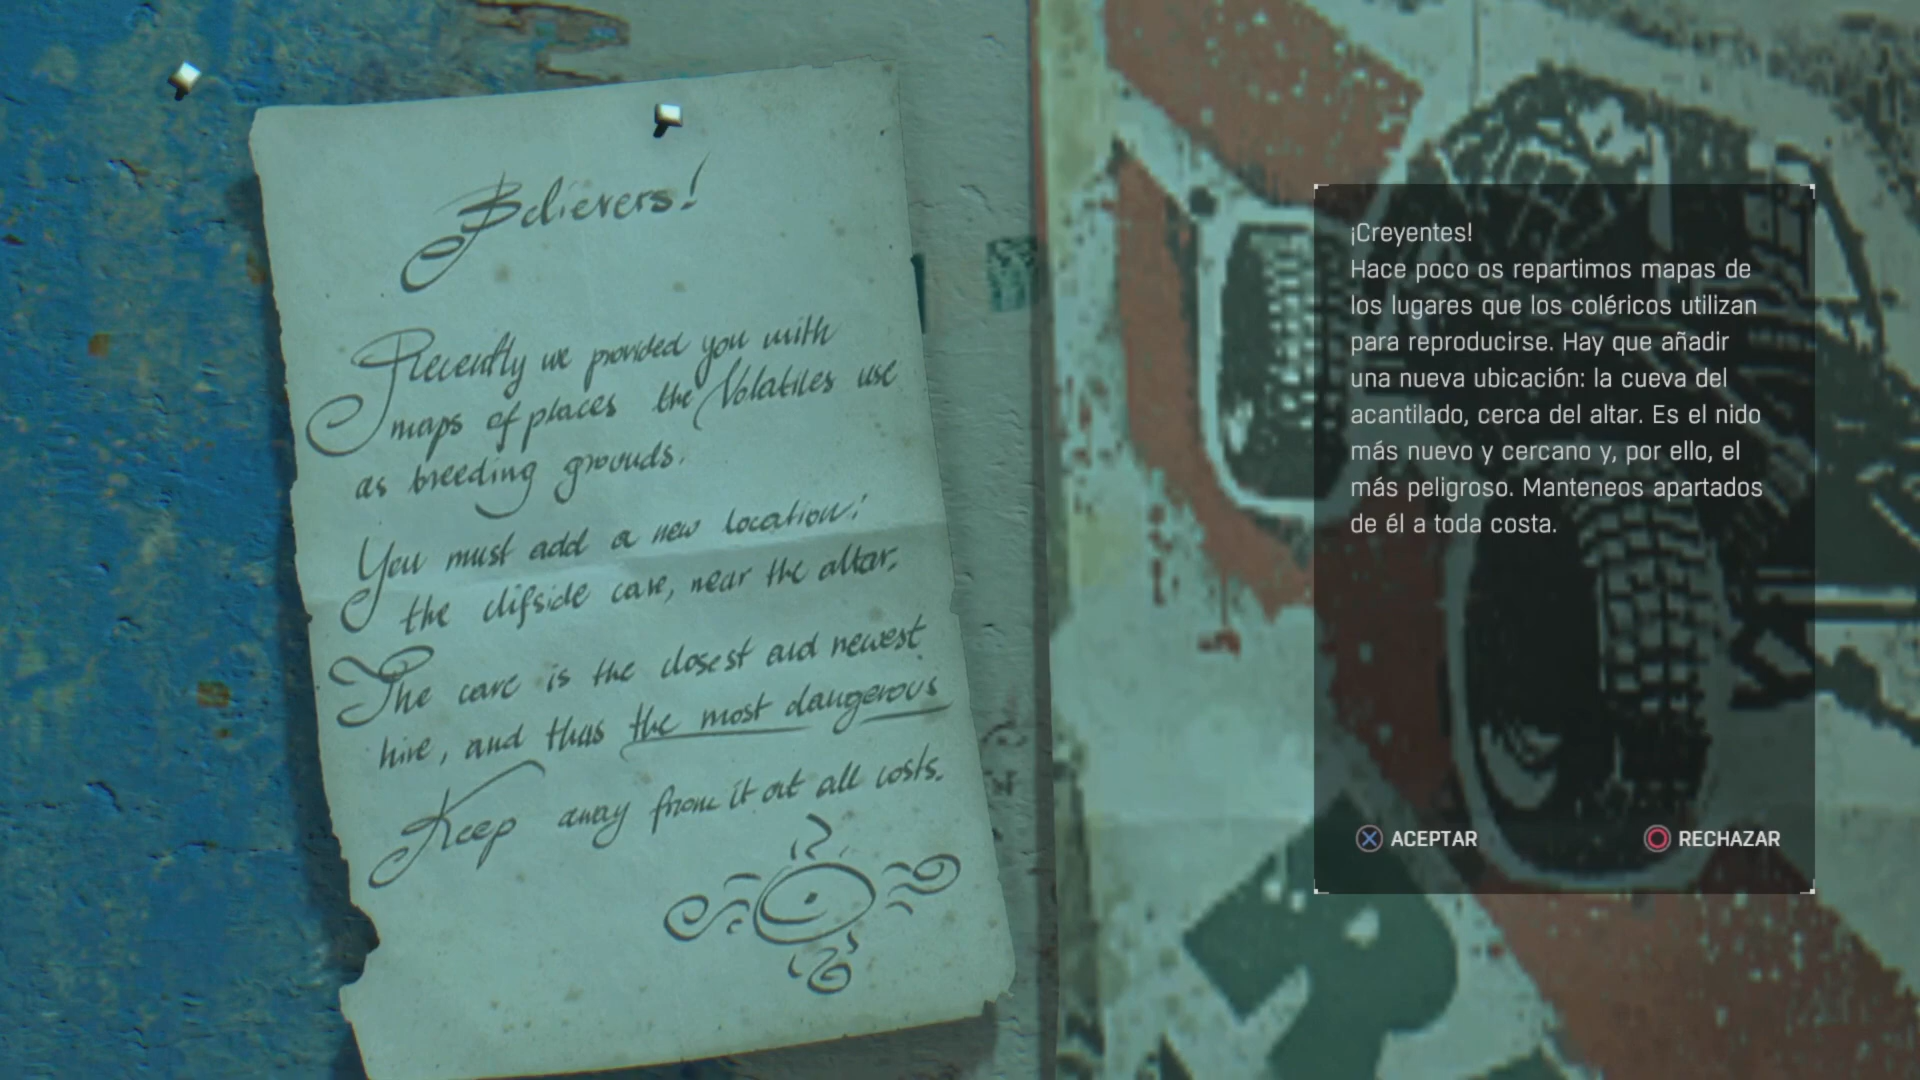 Believers!
Recently we provided you with
maps of places the Volatiles use
as breeding grounds.
You must add a new location:
the clifside cave, near the altar.
The cave is the closest and newest
hive, and thus the most dangerous
Keep away from it at all costs.
¡Creyentes!
Hace poco os repartimos mapas de
los lugares que los coléricos utilizan
para reproducirse. Hay que añadir
una nueva ubicación: la cueva del
acantilado, cerca del altar. Es el nido
más nuevo y cercano y, por ello, el
más peligroso. Manteneos apartados
de él a toda costa.
ACEPTAR
RECHAZAR